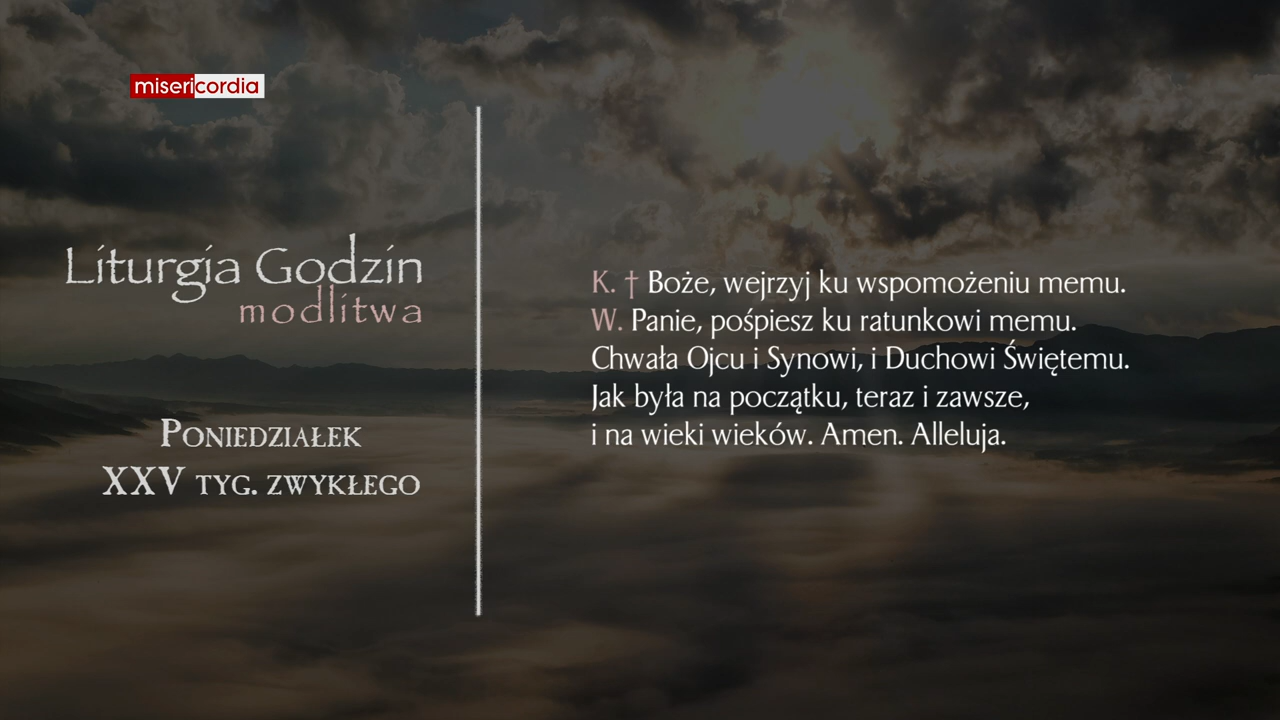 misericordia
Liturgia Godzin
modlitwa
Poniedziałek
XXV tyg. zwykłego
K. † Boże, wejrzyj ku wspomożeniu memu.
W. Panie, pośpiesz ku ratunkowi memu.
Chwała Ojcu i Synowi, i Duchowi Świętemu.
Jak była na początku, teraz i zawsze,
i na wieki wieków. Amen. Alleluja.